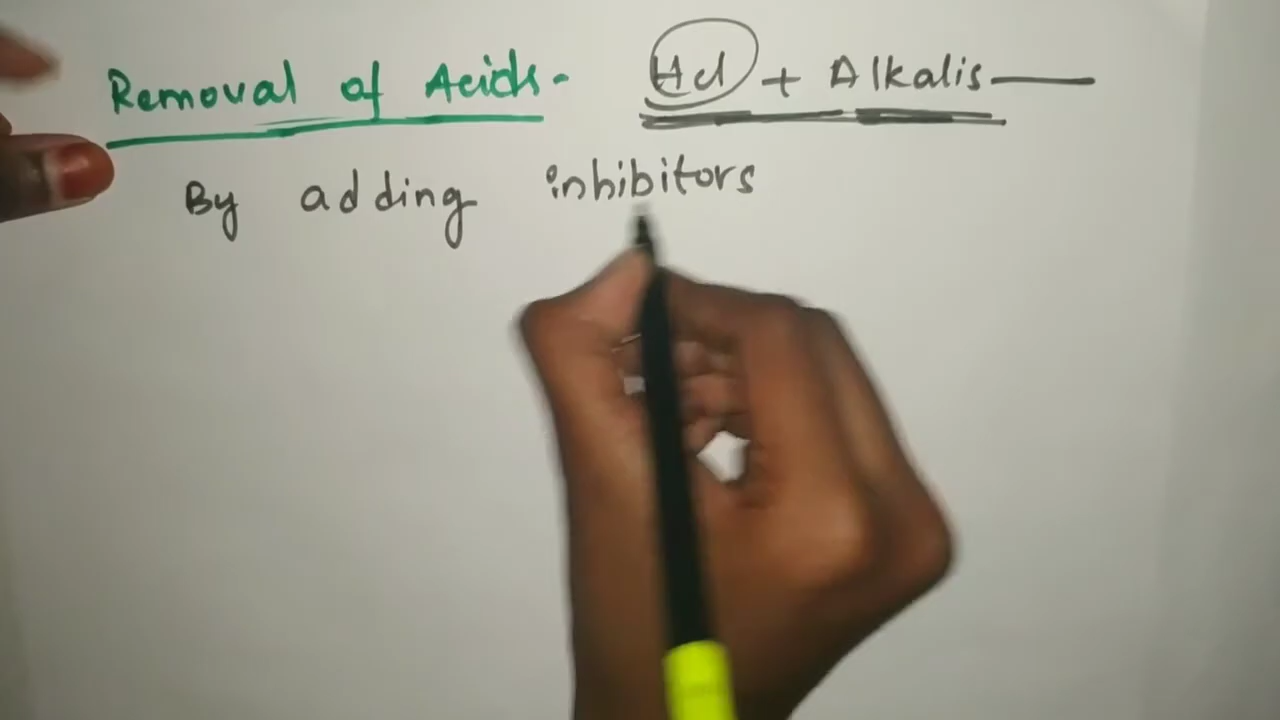 Removal of Acids- HCl + Alkalis
By adding inhibitors